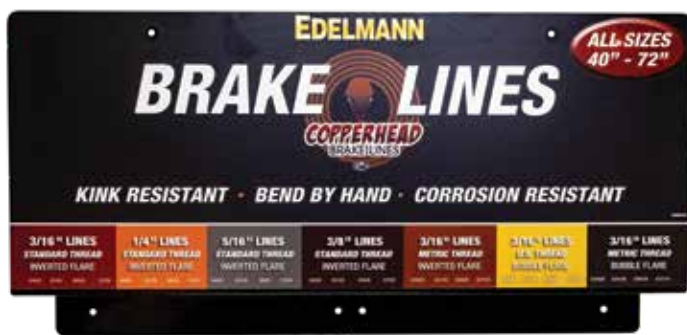 EDELMANN
ALL SIZES
40" - 72"
BRAKE LINES
COPPERHEAD
BRAKE LINES
KINK RESISTANT • BEND BY HAND • CORROSION RESISTANT
3/16" LINES
STANDARD THREAD
INVERTED FLARE
1/4" LINES
STANDARD THREAD
INVERTED FLARE
5/16" LINES
STANDARD THREAD
INVERTED FLARE
3/8" LINES
STANDARD THREAD
INVERTED FLARE
3/16" LINES
METRIC THREAD
INVERTED FLARE
3/16" LINES
THREAD
BUBBLE FLARE
3/16" LINES
METRIC THREAD
BUBBLE FLARE